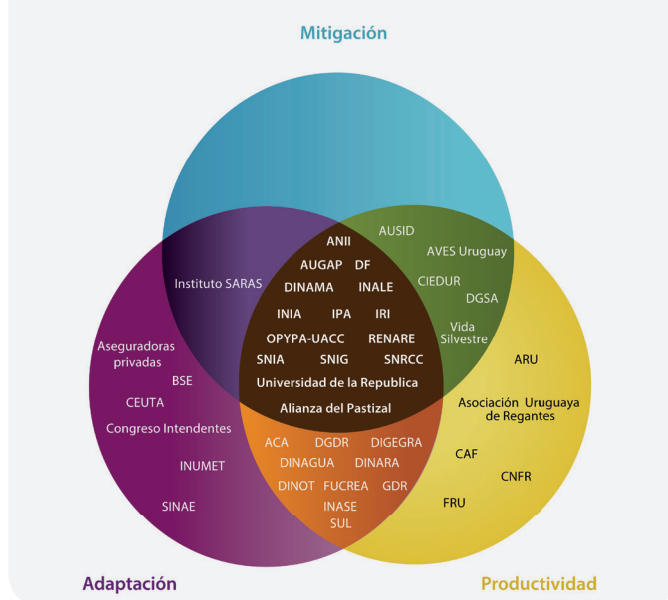 Mitigación
ANII
AUSID
AUGAP DF
AVES Uruguay
Instituto SARAS
DINAMA INALE
CIEDUR
DGSA
INIA IPA IRI
Vida
Silvestre
OPYPA-UACC RENARE
Aseguradoras
privadas
SNIA SNIG SNRCC
ARU
BSE
Universidad de la Republica
CEUTA
Alianza del Pastizal
Asociación Uruguaya
de Regantes
Congreso Intendentes
ACA DGDR DIGEGRA
CAF
INUMET
DINAGUA DINARA
CNFR
DINOT FUCREA GDR
SINAE
INASE
FRU
SUL
Adaptación
Productividad